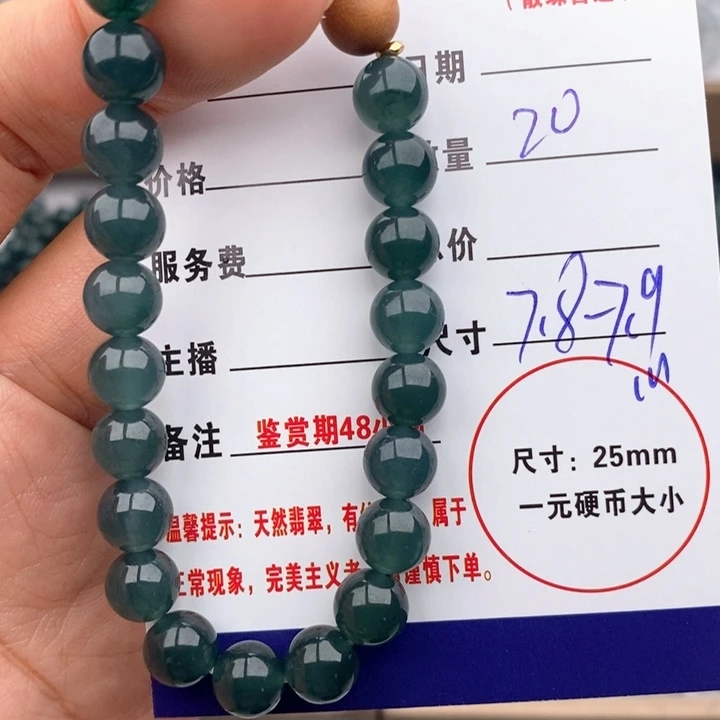 日期
价格
量 20
服务费
价
主播
尺寸 7.8-7.9
备注 鉴赏期48小
尺寸：25mm
一元硬币大小
温馨提示：天然翡翠，有 属于
正常现象，完美主义者 谨慎下单。